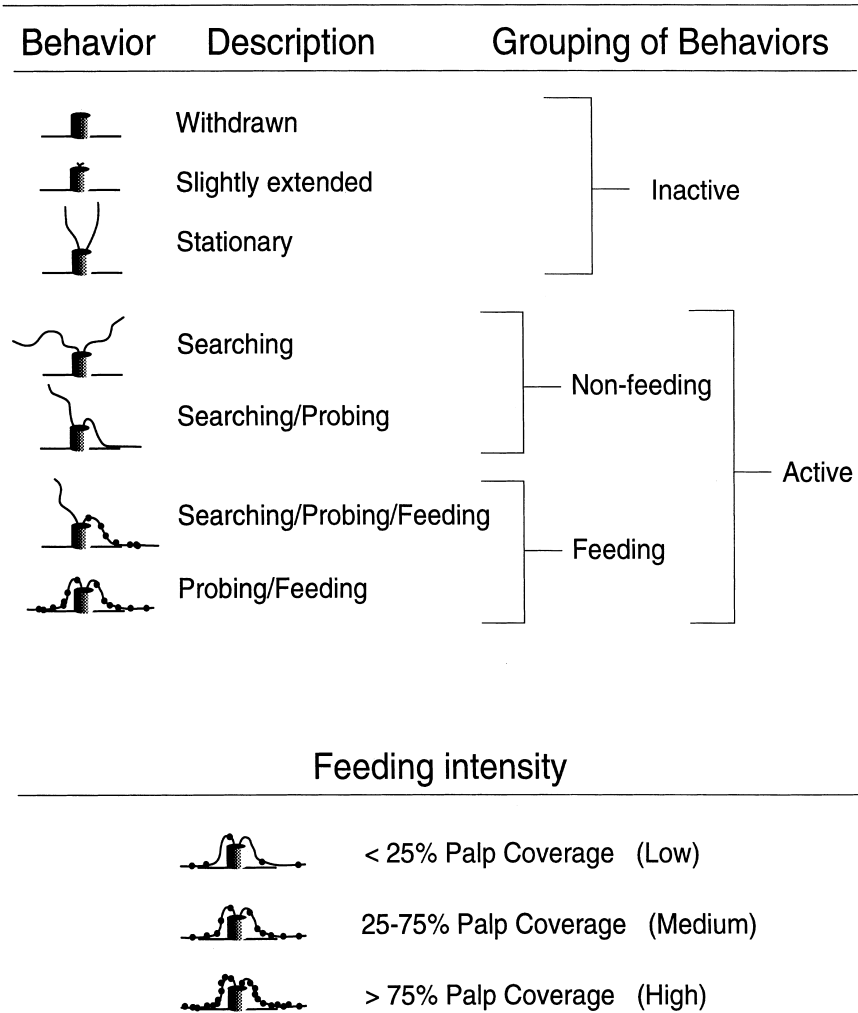 Behavior Description Grouping of Behaviors
Withdrawn
Slightly extended
Inactive
Stationary
Searching
Non-feeding
Searching/Probing
Active
Searching/Probing/Feeding
Feeding
Probing/Feeding
Feeding intensity
< 25% Palp Coverage (Low)
25-75% Palp Coverage (Medium)
> 75% Palp Coverage (High)